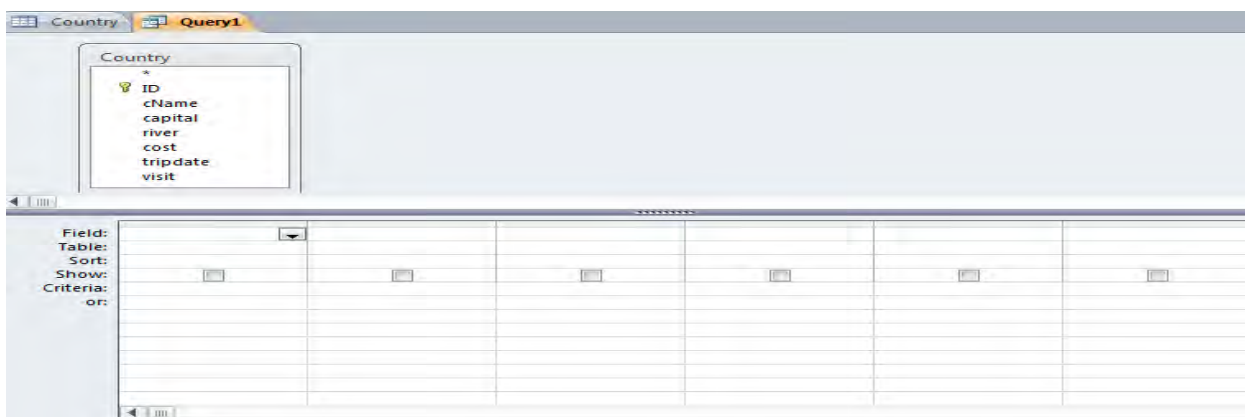 Country Query1
Country
*
ID
cName
capital
river
cost
tripdate
visit
Field:
Table:
Sort:
Show:
Criteria:
or: